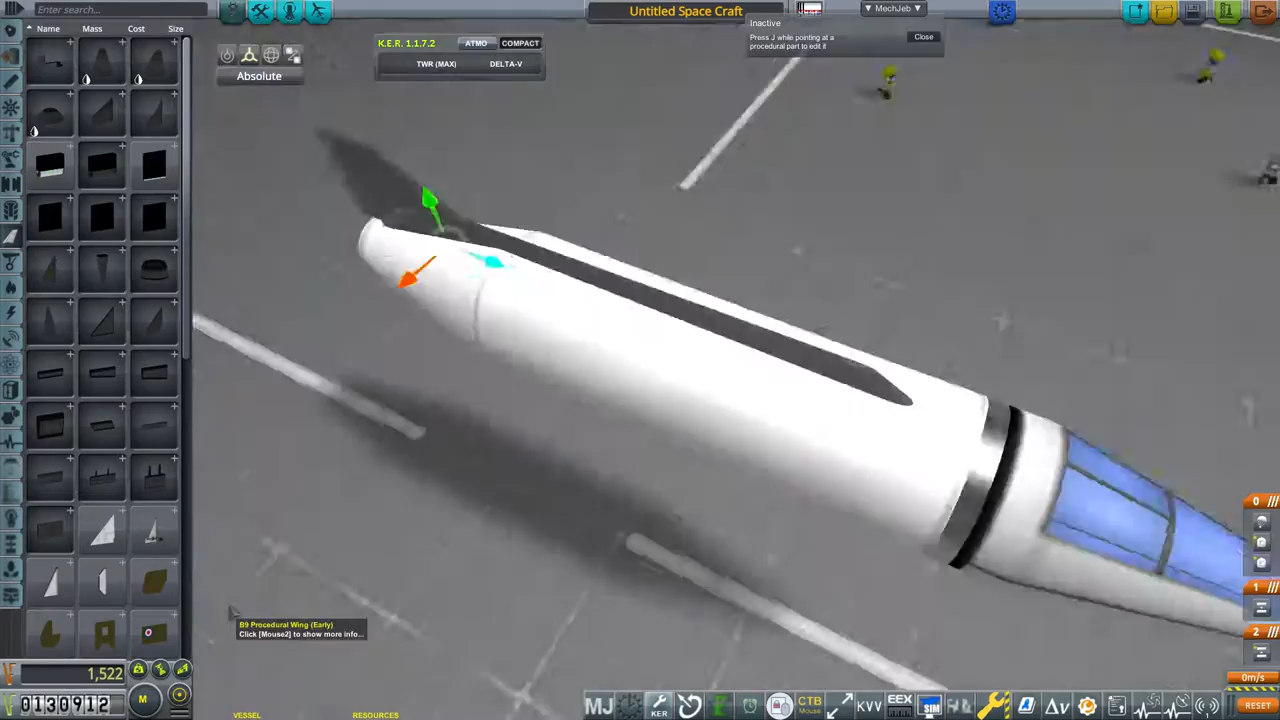 Enter search...
Untitled Space Craft
▼ MechJeb ▼
Inactive
Press J while pointing at a
procedural part to edit it
Close
Name Mass Cost Size
K.E.R. 1.1.7.2 ATMO COMPACT
TWR (MAX) DELTA-V
Absolute
B9 Procedural Wing (Early)
Click [Mouse2] to show more info...
0
1
2
0m/s
RESET
1,522
0130912
M
MJ
KER
CTB
Mouse
KVV
EEX
SIM
Δv
VESSEL
RESOURCES